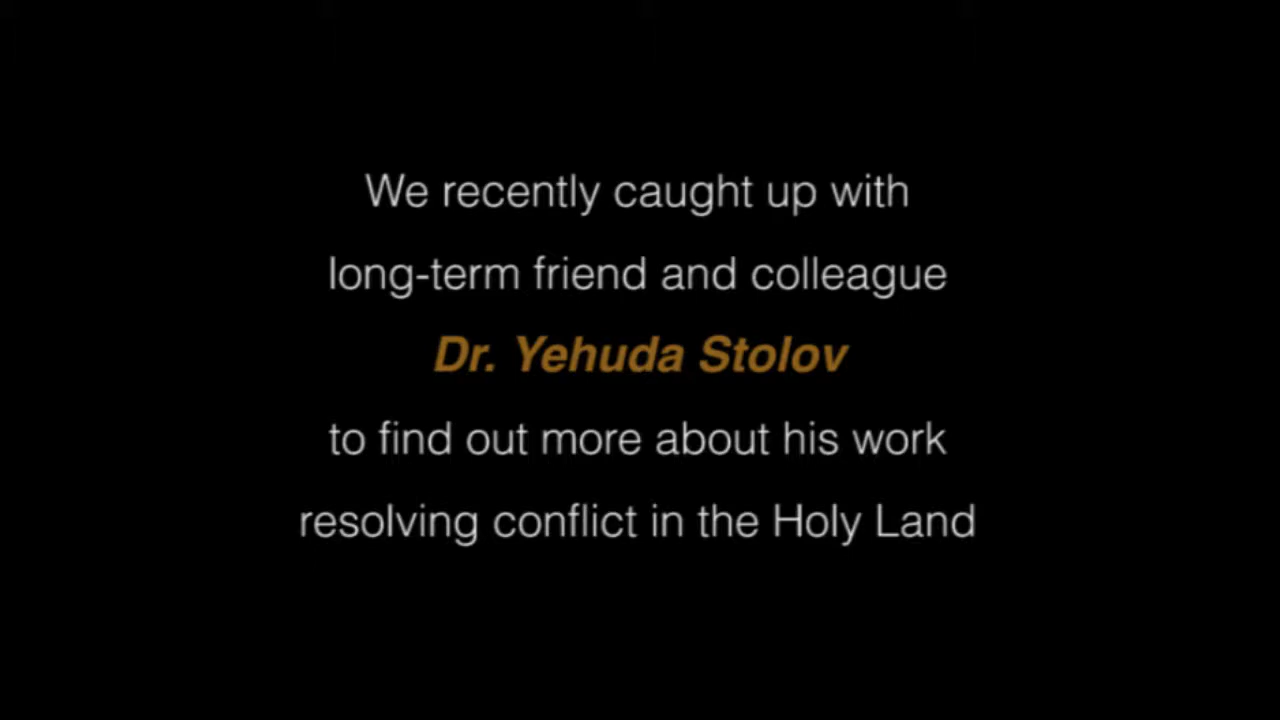 We recently caught up with
long-term friend and colleague
Dr. Yehuda Stolov
to find out more about his work
resolving conflict in the Holy Land